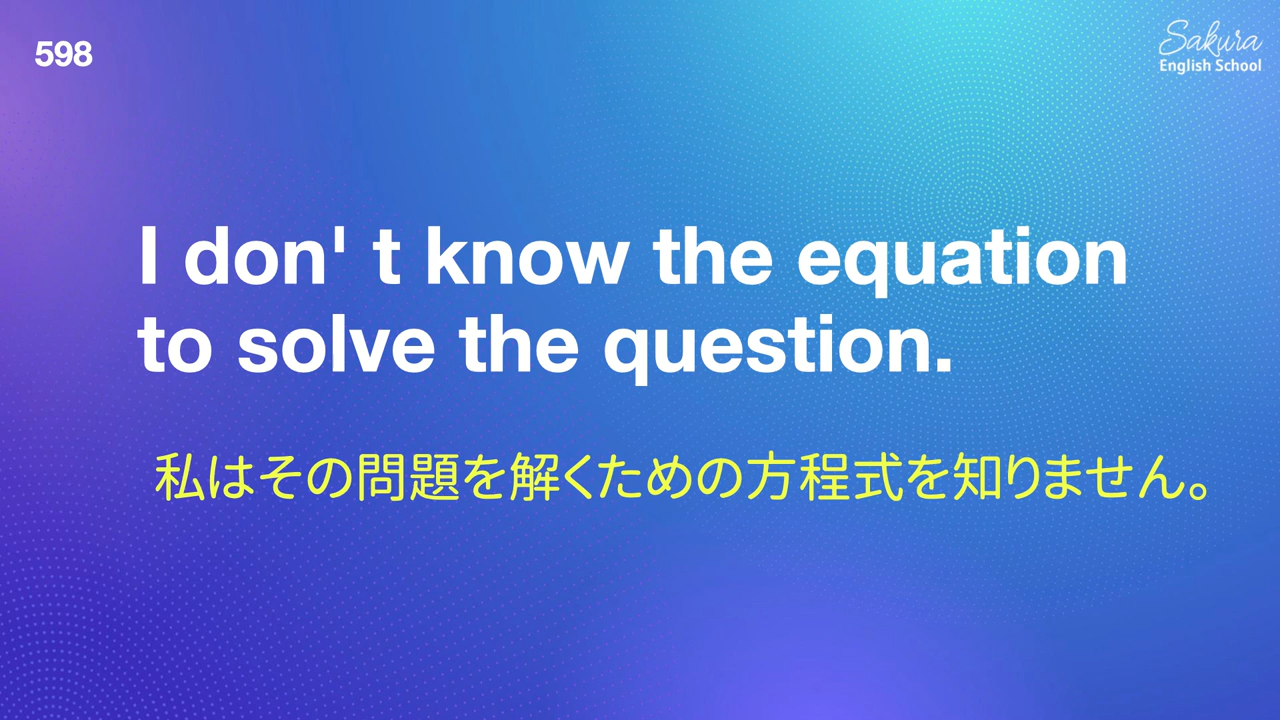 598
Sakura
English School
I don' t know the equation
to solve the question.
私はその問題を解くための方程式を知りません。